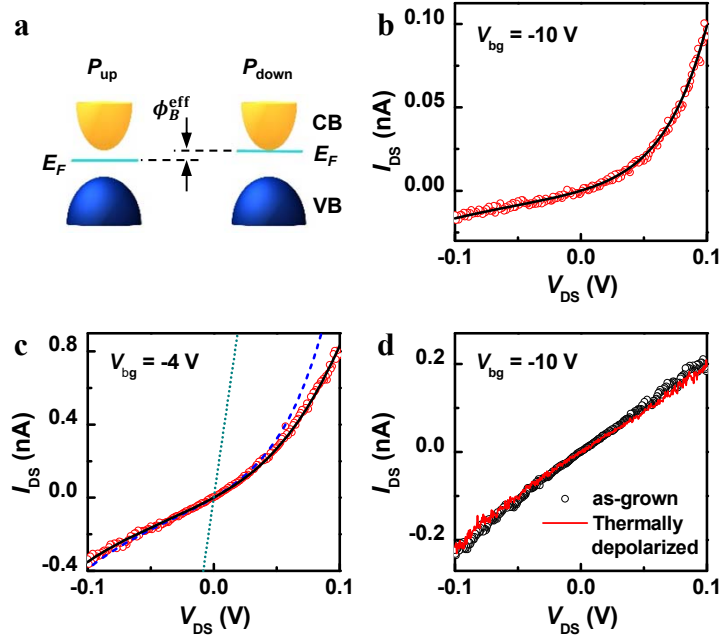 a
P_up
P_down
ϕ_B^eff
CB
E_F
E_F
VB
b
V_bg = -10 V
0.10
0.05
0.00
I_DS (nA)
-0.1
0.0
0.1
V_DS (V)
c
V_bg = -4 V
0.8
0.4
0.0
-0.4
I_DS (nA)
-0.1
0.0
0.1
V_DS (V)
d
V_bg = -10 V
0.2
0.0
-0.2
I_DS (nA)
as-grown
Thermally
depolarized
-0.1
0.0
0.1
V_DS (V)